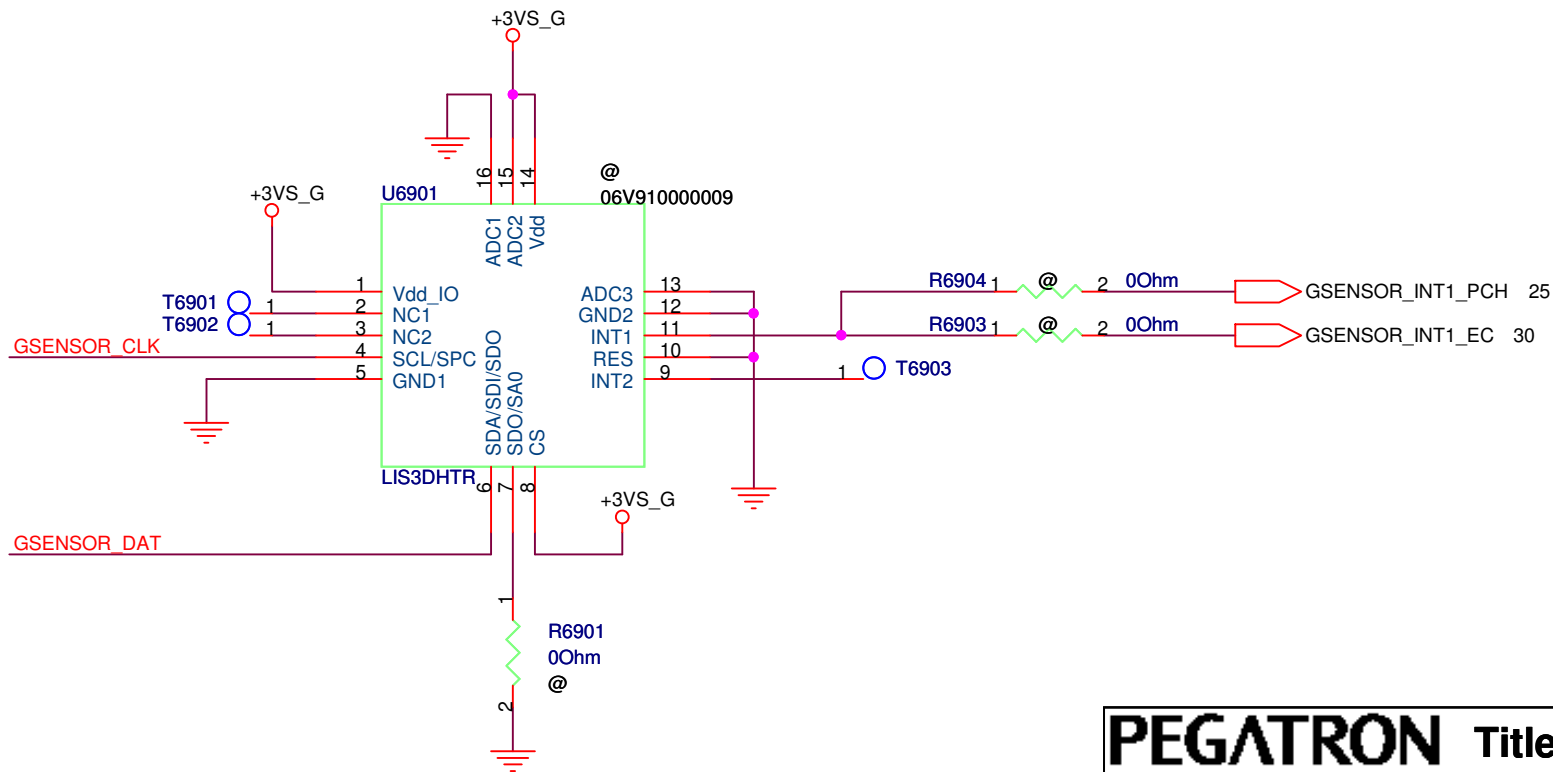 +3VS_G
@
06V910000009
U6901
+3VS_G
16
15
14
ADC1
ADC2
Vdd
1
Vdd_IO
T6901
1
2
NC1
T6902
1
3
NC2
GSENSOR_CLK
4
SCL/SPC
5
GND1
ADC3
13
GND2
12
INT1
11
RES
10
INT2
9
R6904
1
@
2
0Ohm
GSENSOR_INT1_PCH 25
R6903
1
@
2
0Ohm
GSENSOR_INT1_EC 30
1
T6903
SDA/SDI/SDO
SDO/SA0
CS
LIS3DHTR
6
7
8
+3VS_G
GSENSOR_DAT
1
R6901
0Ohm
@
2
PEGATRON Title